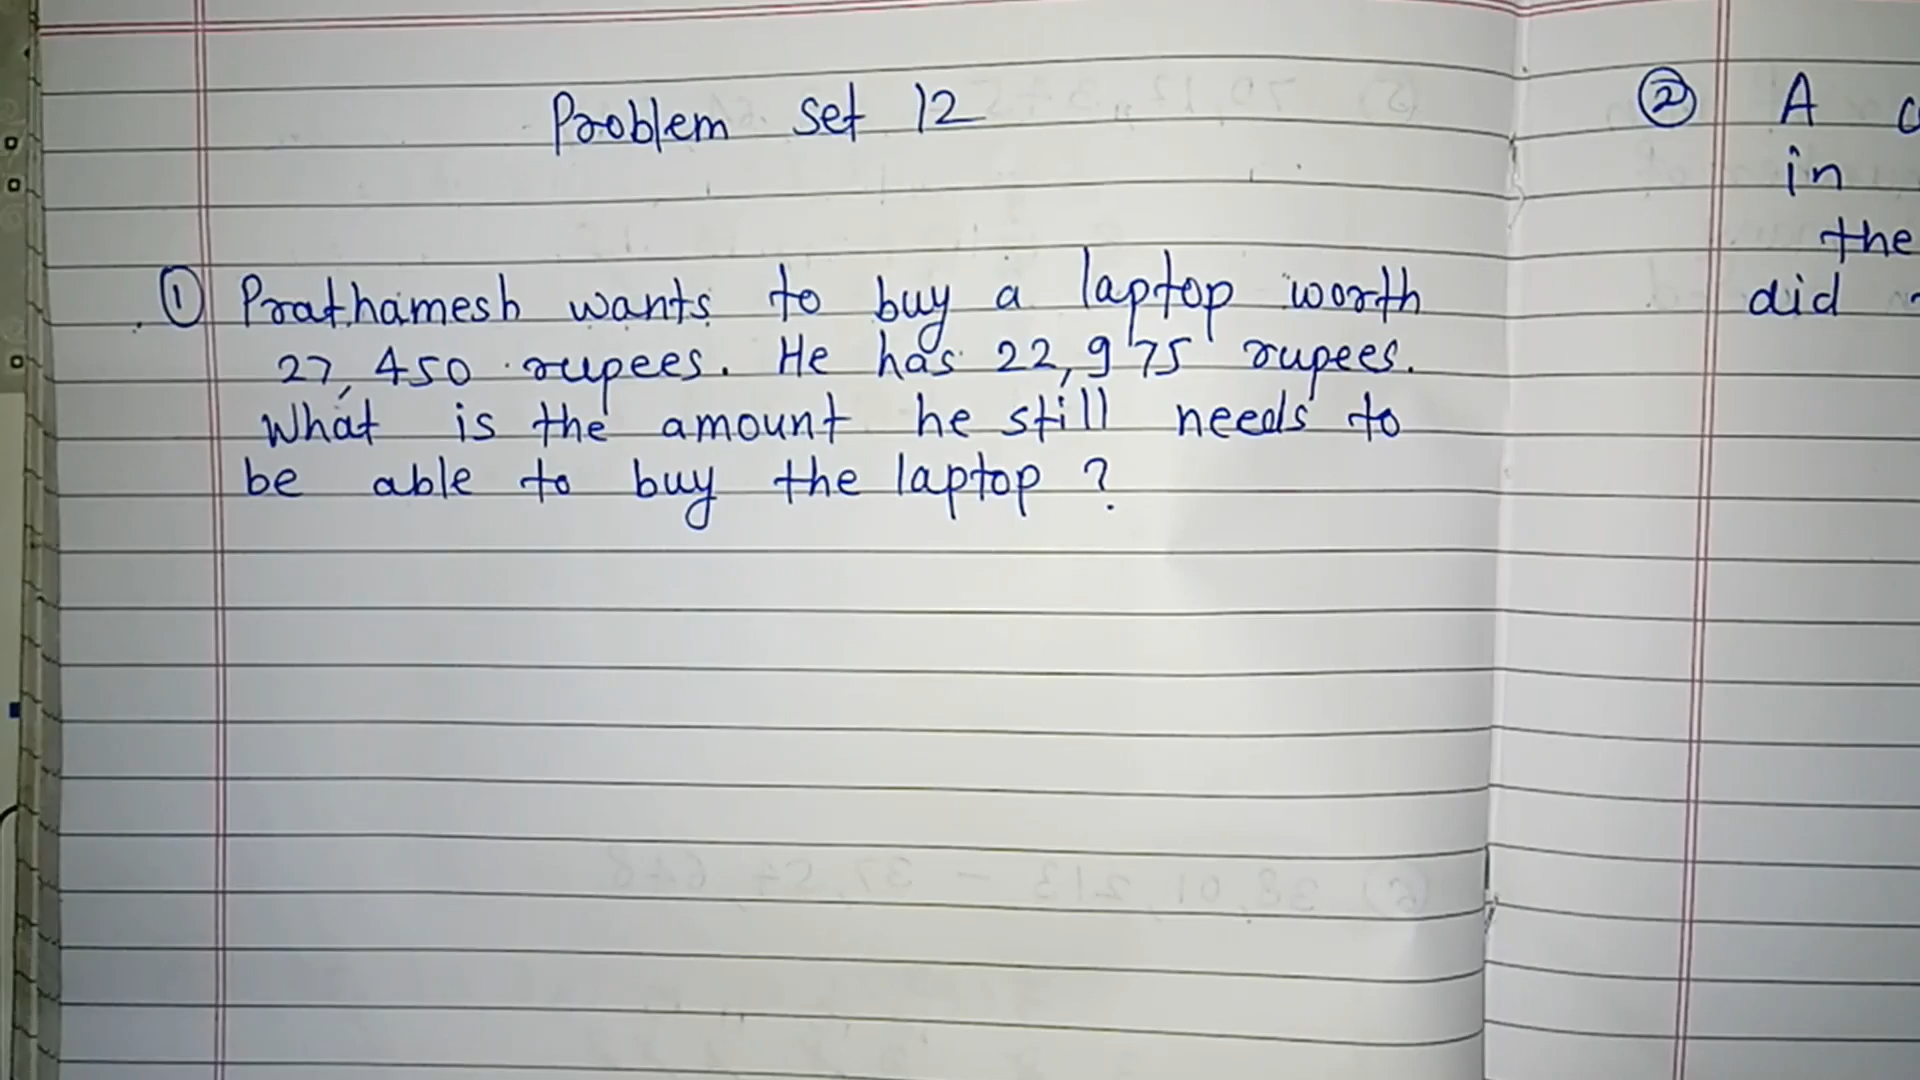 Problem set 12
① Prathamesh wants to buy a laptop worth
27,450 rupees. He has 22,975 rupees.
What is the amount he still needs to
be able to buy the laptop ?
② A
in
the
did